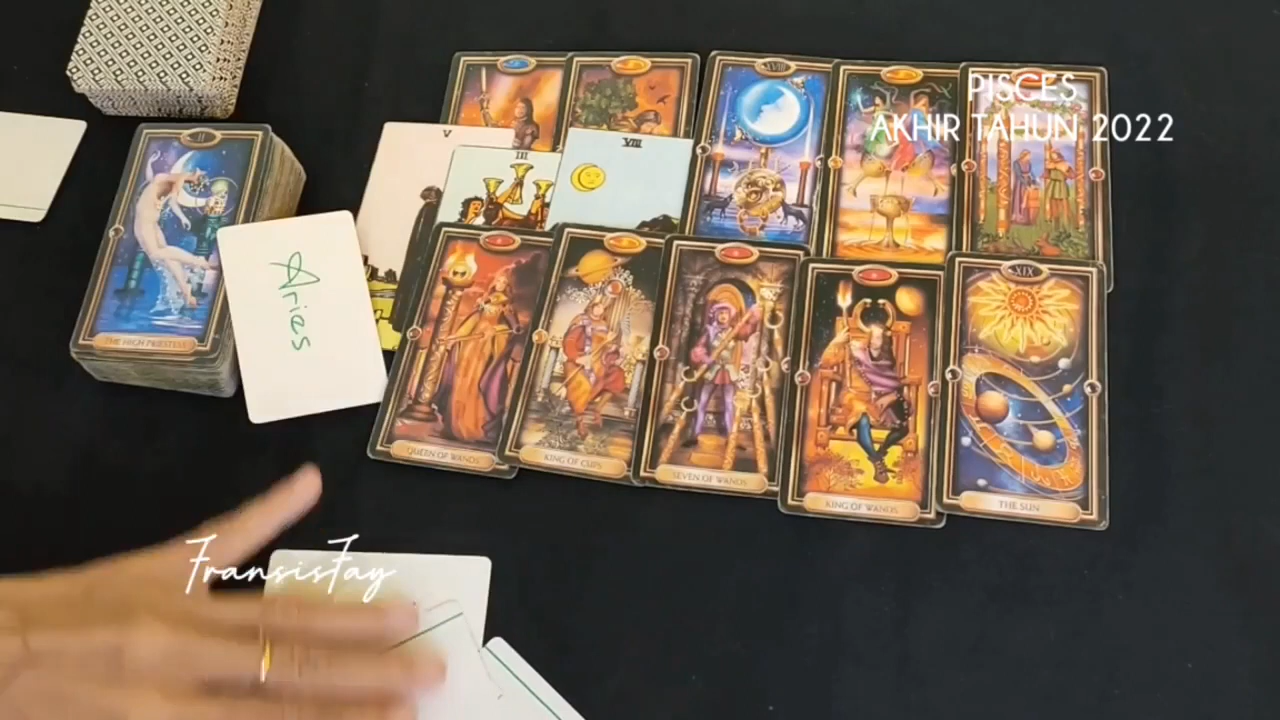 PISCES
AKHIR TAHUN 2022
XVIII
V
III
VIII
II
THE HIGH PRIESTESS
Aries
XIX
QUEEN OF WANDS
KING OF CUPS
SEVEN OF WANDS
KING OF WANDS
THE SUN
FransisFay